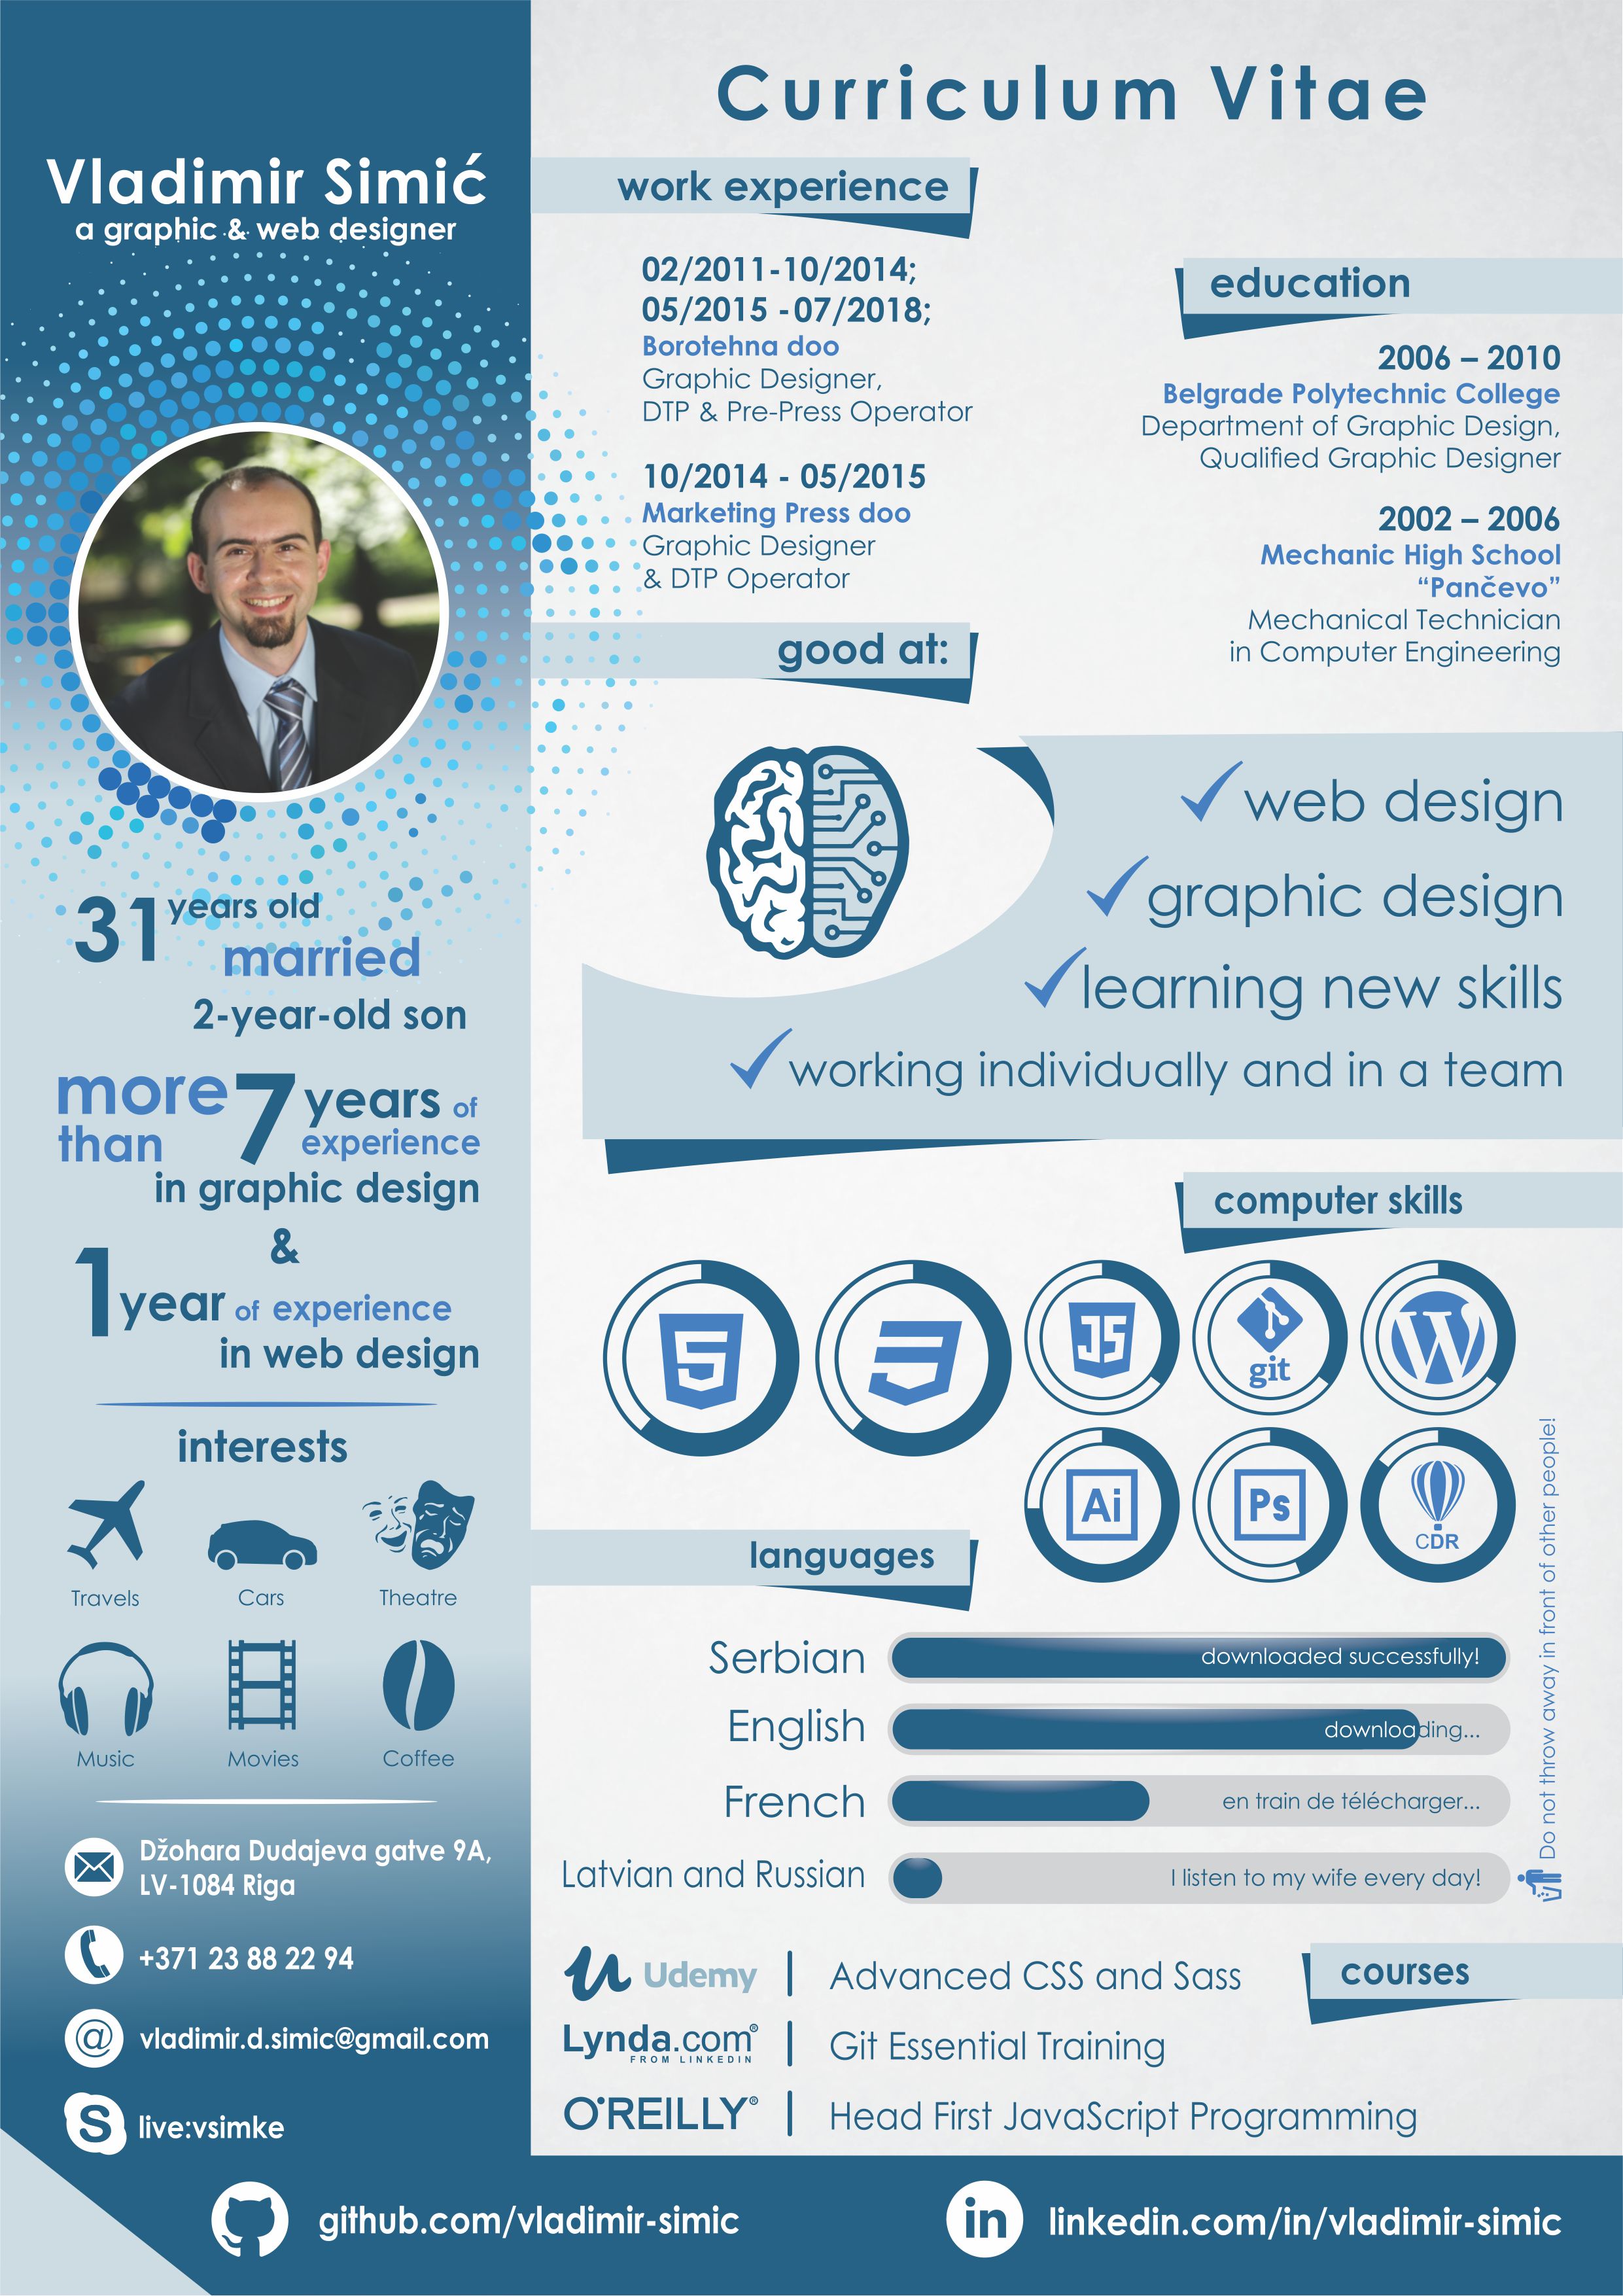 Curriculum Vitae
Vladimir Simić
a graphic & web designer
31 years old
married
2-year-old son
more than 7 years of experience
in graphic design
&
1 year of experience
in web design
interests
Travels
Cars
Theatre
Music
Movies
Coffee
Džohara Dudajeva gatve 9A,
LV-1084 Riga
+371 23 88 22 94
vladimir.d.simic@gmail.com
S
live:vsimke
work experience
02/2011-10/2014;
05/2015 -07/2018;
Borotehna doo
Graphic Designer,
DTP & Pre-Press Operator
10/2014 - 05/2015
Marketing Press doo
Graphic Designer
& DTP Operator
education
2006 – 2010
Belgrade Polytechnic College
Department of Graphic Design,
Qualified Graphic Designer
2002 – 2006
Mechanic High School
“Pančevo”
Mechanical Technician
in Computer Engineering
good at:
web design
graphic design
learning new skills
working individually and in a team
computer skills
5
3
JS
git
W
Ai
Ps
CDR
languages
Serbian
downloaded successfully!
English
downloading...
French
en train de télécharger...
Latvian and Russian
I listen to my wife every day!
Do not throw away in front of other people!
courses
Udemy | Advanced CSS and Sass
Lynda.com® | Git Essential Training
FROM LINKEDIN
O'REILLY® | Head First JavaScript Programming
github.com/vladimir-simic
in
linkedin.com/in/vladimir-simic